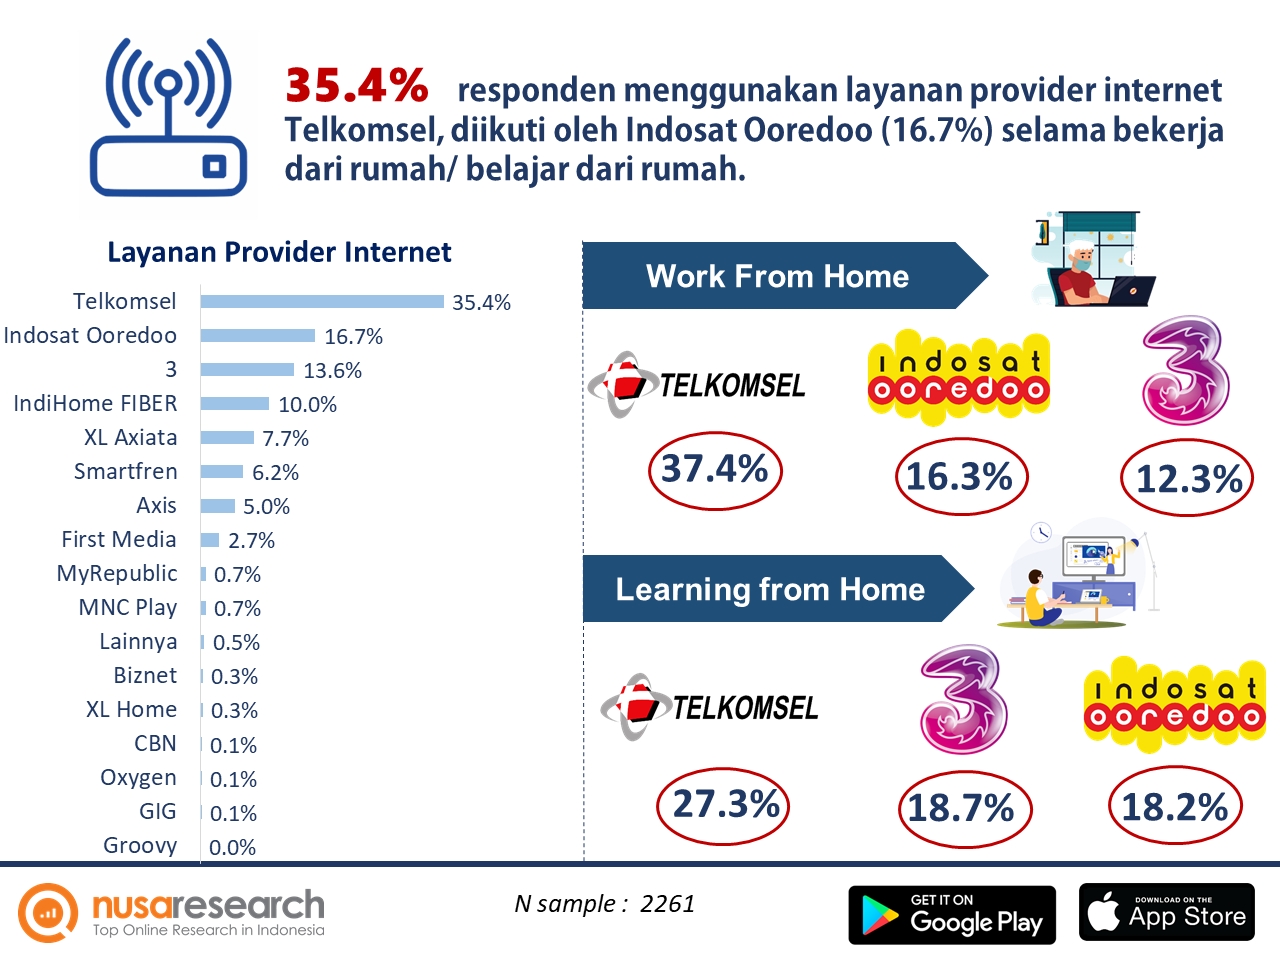 35.4% responden menggunakan layanan provider internet
Telkomsel, diikuti oleh Indosat Ooredoo (16.7%) selama bekerja
dari rumah/ belajar dari rumah.
Layanan Provider Internet
Telkomsel 35.4%
Indosat Ooredoo 16.7%
3 13.6%
IndiHome FIBER 10.0%
XL Axiata 7.7%
Smartfren 6.2%
Axis 5.0%
First Media 2.7%
MyRepublic 0.7%
MNC Play 0.7%
Lainnya 0.5%
Biznet 0.3%
XL Home 0.3%
CBN 0.1%
Oxygen 0.1%
GIG 0.1%
Groovy 0.0%
Work From Home
TELKOMSEL
indosat
ooredoo
3
37.4%
16.3%
12.3%
Learning from Home
TELKOMSEL
3
indosat
ooredoo
27.3%
18.7%
18.2%
nusaresearch
Top Online Research in Indonesia
N sample : 2261
GET IT ON
Google Play
DOWNLOAD ON THE
App Store